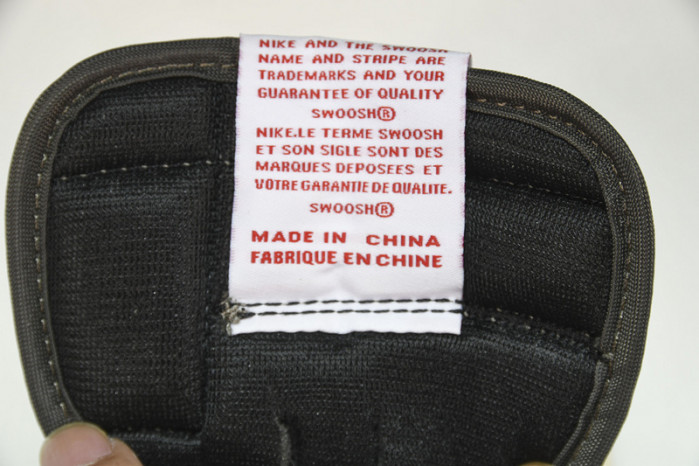 NIKE AND THE SWOOSH
NAME AND STRIPE ARE
TRADEMARKS AND YOUR
GUARANTEE OF QUALITY
SWOOSH®
NIKE.LE TERME SWOOSH
ET SON SIGLE SONT DES
MARQUES DEPOSEES ET
VOTRE GARANTIE DE QUALITE.
SWOOSH®
MADE IN CHINA
FABRIQUE EN CHINE